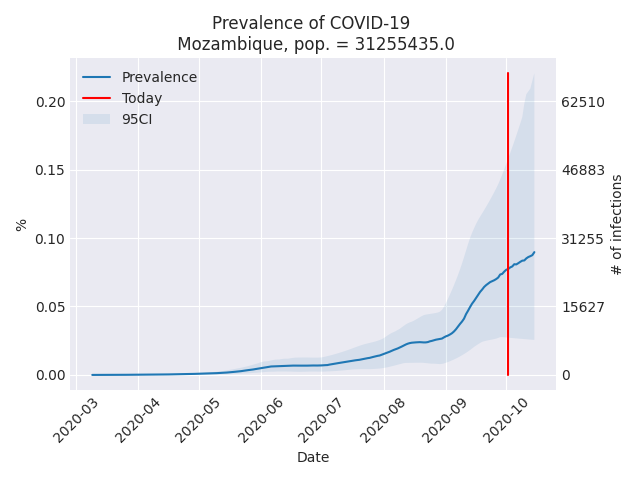 Prevalence of COVID-19
Mozambique, pop. = 31255435.0
Prevalence
Today
95CI
0.20
0.15
0.10
0.05
0.00
%
62510
46883
31255
15627
0
# of infections
2020-03
2020-04
2020-05
2020-06
2020-07
2020-08
2020-09
2020-10
Date